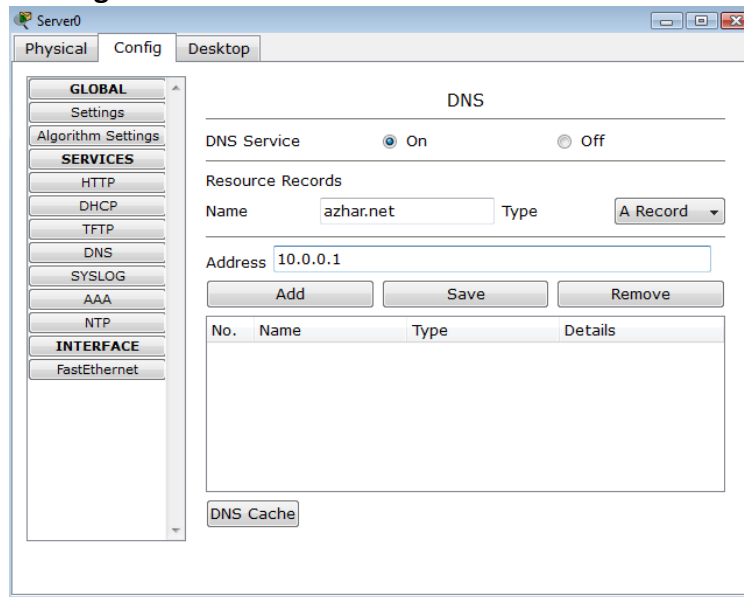 Server0
Physical Config Desktop
GLOBAL
Settings
Algorithm Settings
SERVICES
HTTP
DHCP
TFTP
DNS
SYSLOG
AAA
NTP
INTERFACE
FastEthernet
DNS
DNS Service On Off
Resource Records
Name azhar.net Type A Record
Address 10.0.0.1
Add Save Remove
No. Name Type Details
DNS Cache